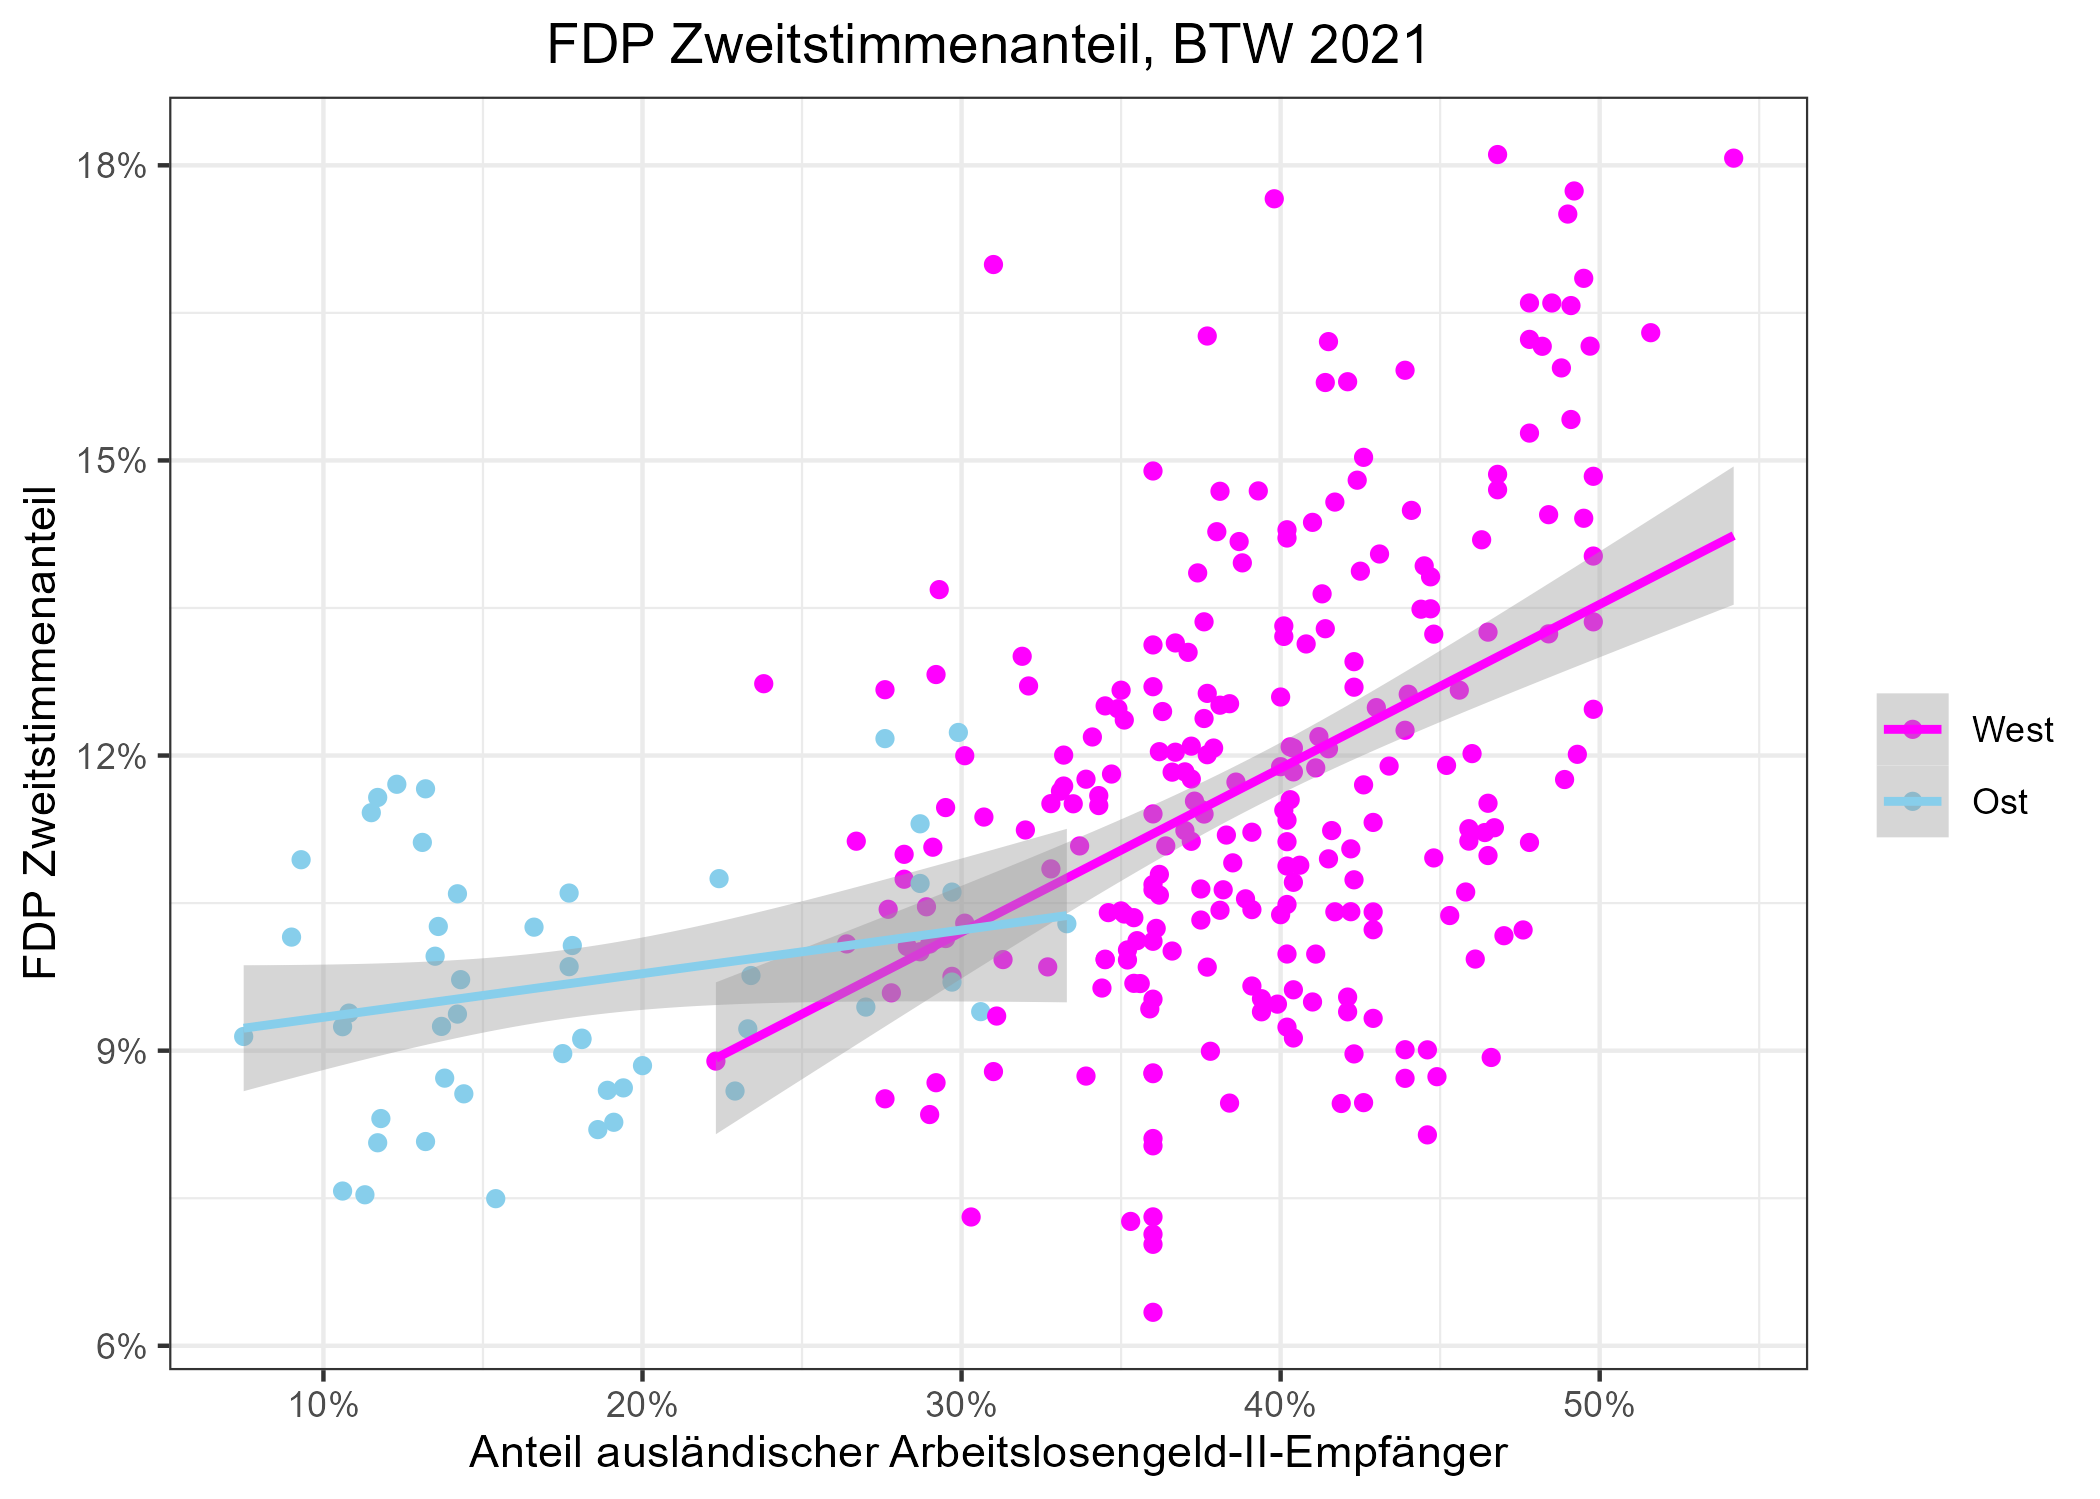 FDP Zweitstimmenanteil, BTW 2021
FDP Zweitstimmenanteil
18%
15%
12%
9%
6%
10%
20%
30%
40%
50%
Anteil ausländischer Arbeitslosengeld-II-Empfänger
West
Ost